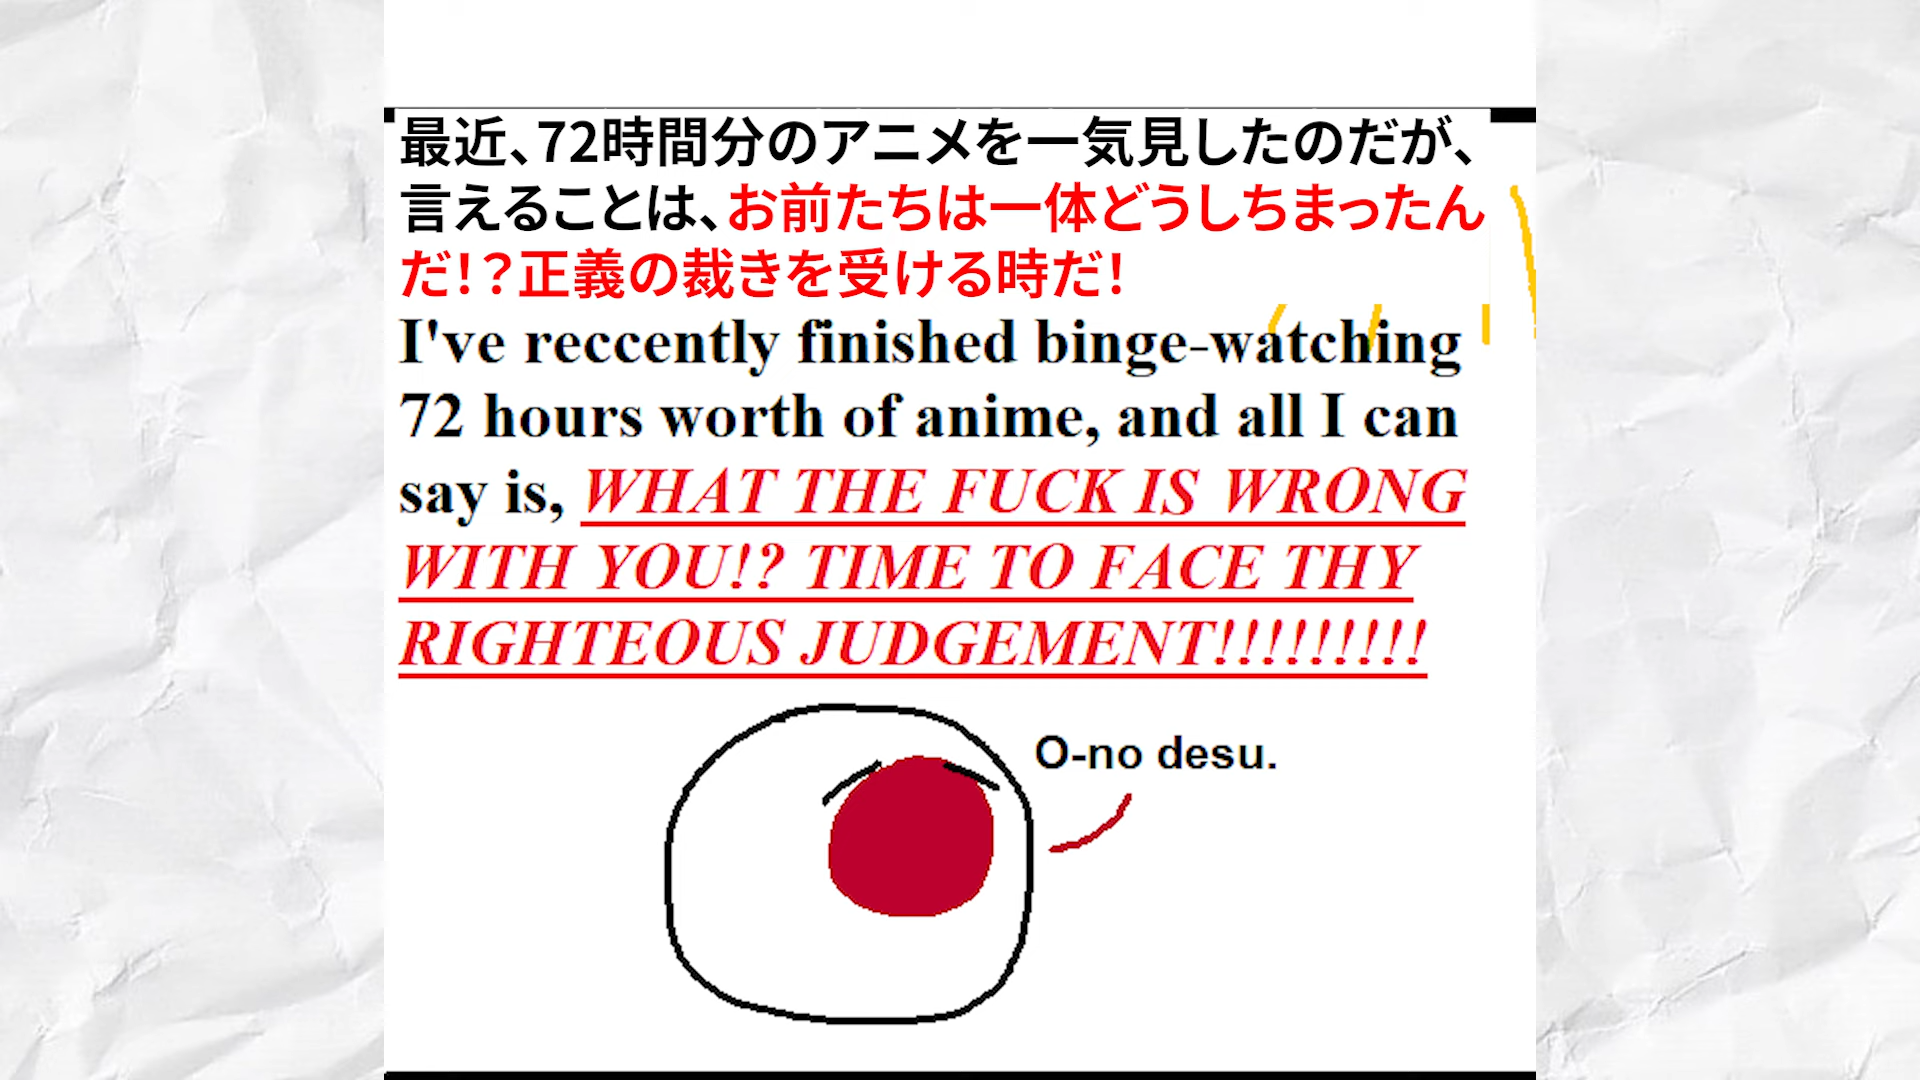 最近、72時間分のアニメを一気見したのだが、
言えることは、お前たちは一体どうしちまったん
だ!？正義の裁きを受ける時だ!
I've reccently finished binge-watching
72 hours worth of anime, and all I can
say is, WHAT THE FUCK IS WRONG
WITH YOU!? TIME TO FACE THY
RIGHTEOUS JUDGEMENT!!!!!!!!!
O-no desu.